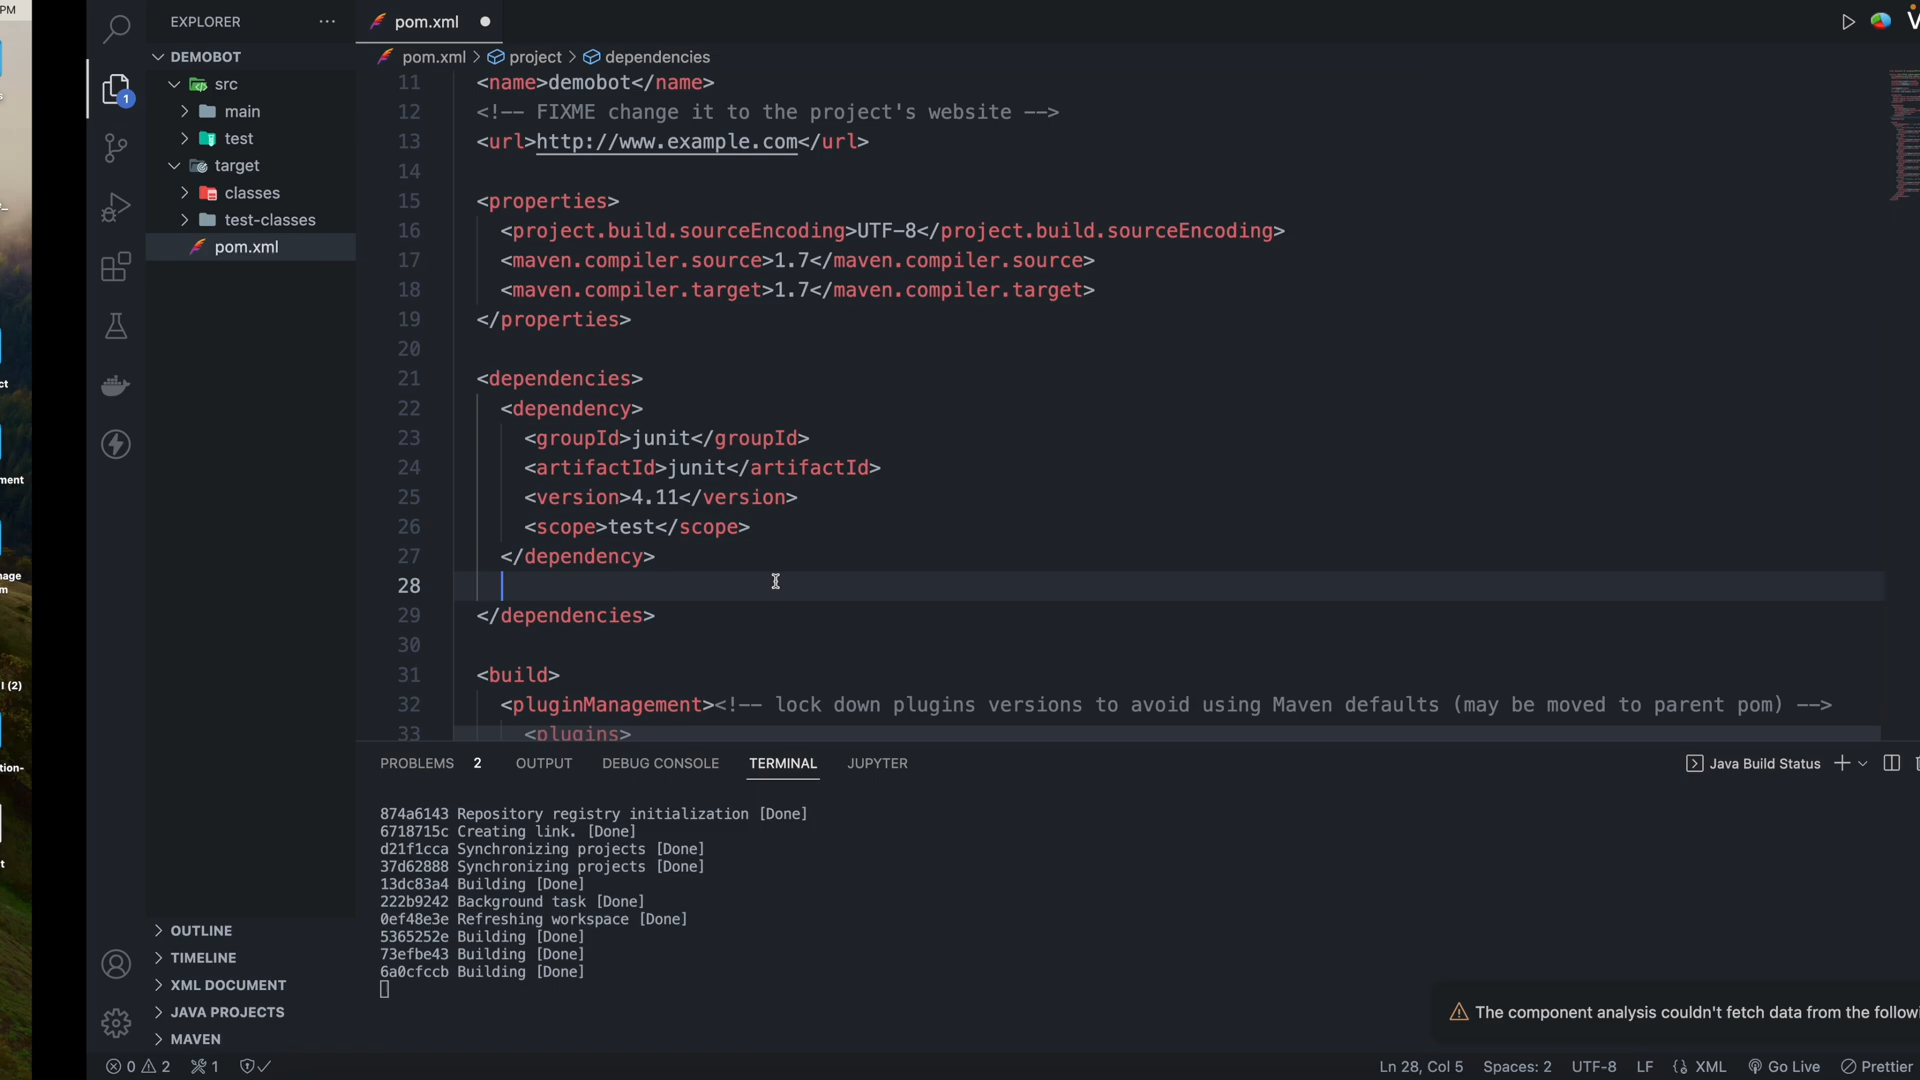 PM
EXPLORER
pom.xml
DEMOBOT
src
main
test
target
classes
test-classes
pom.xml
1
pom.xml > project > dependencies
11 <name>demobot</name>
12 <!-- FIXME change it to the project's website -->
13 <url>http://www.example.com</url>
14
15 <properties>
16 <project.build.sourceEncoding>UTF-8</project.build.sourceEncoding>
17 <maven.compiler.source>1.7</maven.compiler.source>
18 <maven.compiler.target>1.7</maven.compiler.target>
19 </properties>
20
21 <dependencies>
22 <dependency>
23 <groupId>junit</groupId>
24 <artifactId>junit</artifactId>
25 <version>4.11</version>
26 <scope>test</scope>
27 </dependency>
28
29 </dependencies>
30
31 <build>
32 <pluginManagement><!-- lock down plugins versions to avoid using Maven defaults (may be moved to parent pom) -->
33 <plugins>
PROBLEMS 2 OUTPUT DEBUG CONSOLE TERMINAL JUPYTER
Java Build Status
874a6143 Repository registry initialization [Done]
6718715c Creating link. [Done]
d21f1cca Synchronizing projects [Done]
37d62888 Synchronizing projects [Done]
13dc83a4 Building [Done]
222b9242 Background task [Done]
0ef48e3e Refreshing workspace [Done]
5365252e Building [Done]
73efbe43 Building [Done]
6a0cfccb Building [Done]
OUTLINE
TIMELINE
XML DOCUMENT
JAVA PROJECTS
MAVEN
The component analysis couldn't fetch data from the followi
0 2 1
Ln 28, Col 5 Spaces: 2 UTF-8 LF XML Go Live Prettier